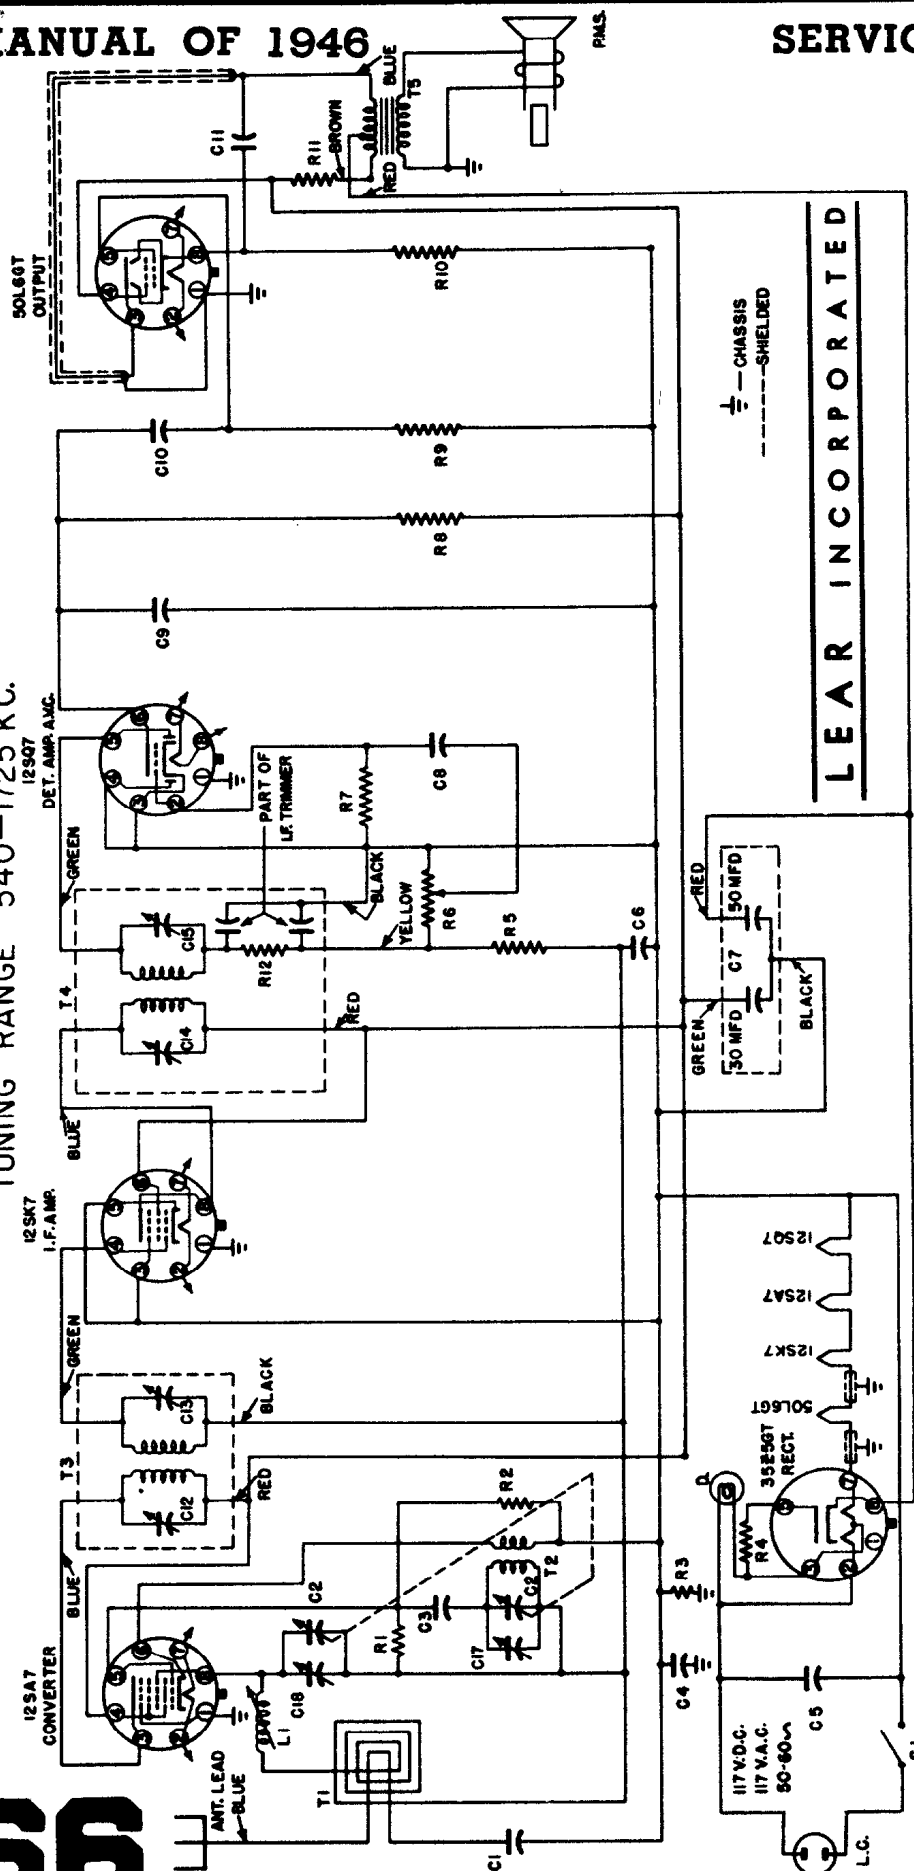 MANUAL OF 1946
SERVIC
TUNING RANGE 540-1725 KC.
66
12SA7
CONVERTER
12SK7
I.F. AMP.
12SQ7
DET. AMP. A.V.C.
50L6GT
OUTPUT
ANT. LEAD
BLUE
T1
L1
C1
C18
C2
R1
C3
C17
C2
T2
R2
R3
C4
BLUE
T3
C12
C13
RED
GREEN
BLACK
BLUE
T4
C14
C15
GREEN
R12
RED
PART OF
I.F. TRIMMER
YELLOW
BLACK
R7
C8
R6
R5
C6
C9
R8
C10
R9
R10
C11
R11
BROWN
BLUE
RED
T5
P.M.S.
CHASSIS
SHIELDED
LEAR INCORPORATED
RED
GREEN
30 MFD
C7
50 MFD
BLACK
117 V.D.C.
117 V.A.C.
50-60~
L.C.
C5
R4
35Z5GT
RECT.
50L6GT
12SK7
12SA7
12SQ7